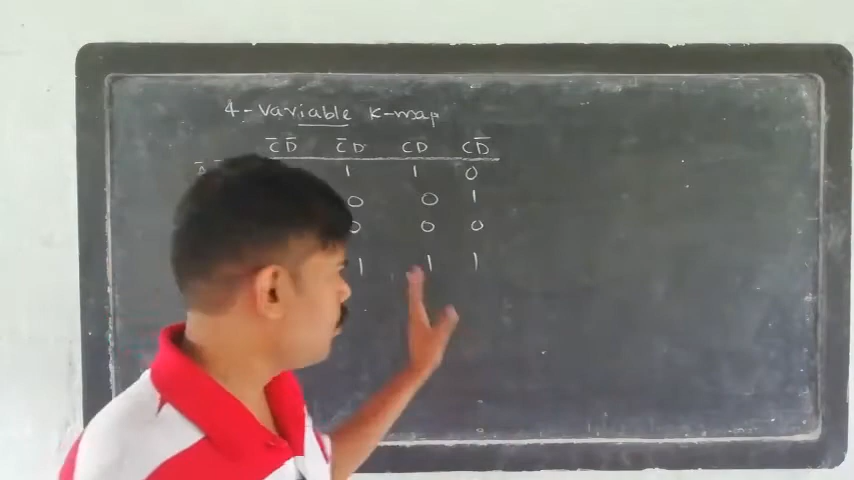 4-Variable K-map
C̅ D̅ C̅ D CD CD̅
A̅ 1 1 0
0 0 1
0 0 0
1 1 1